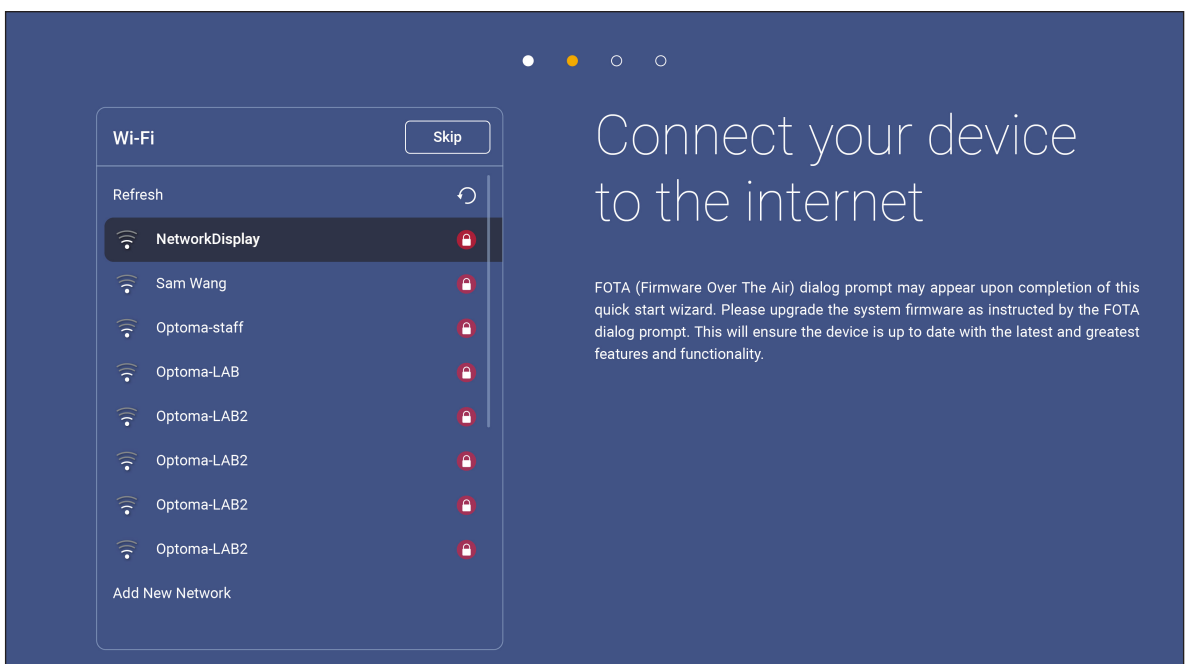 Wi-Fi
Skip
Refresh
NetworkDisplay
Sam Wang
Optoma-staff
Optoma-LAB
Optoma-LAB2
Optoma-LAB2
Optoma-LAB2
Optoma-LAB2
Add New Network
Connect your device
to the internet
FOTA (Firmware Over The Air) dialog prompt may appear upon completion of this
quick start wizard. Please upgrade the system firmware as instructed by the FOTA
dialog prompt. This will ensure the device is up to date with the latest and greatest
features and functionality.